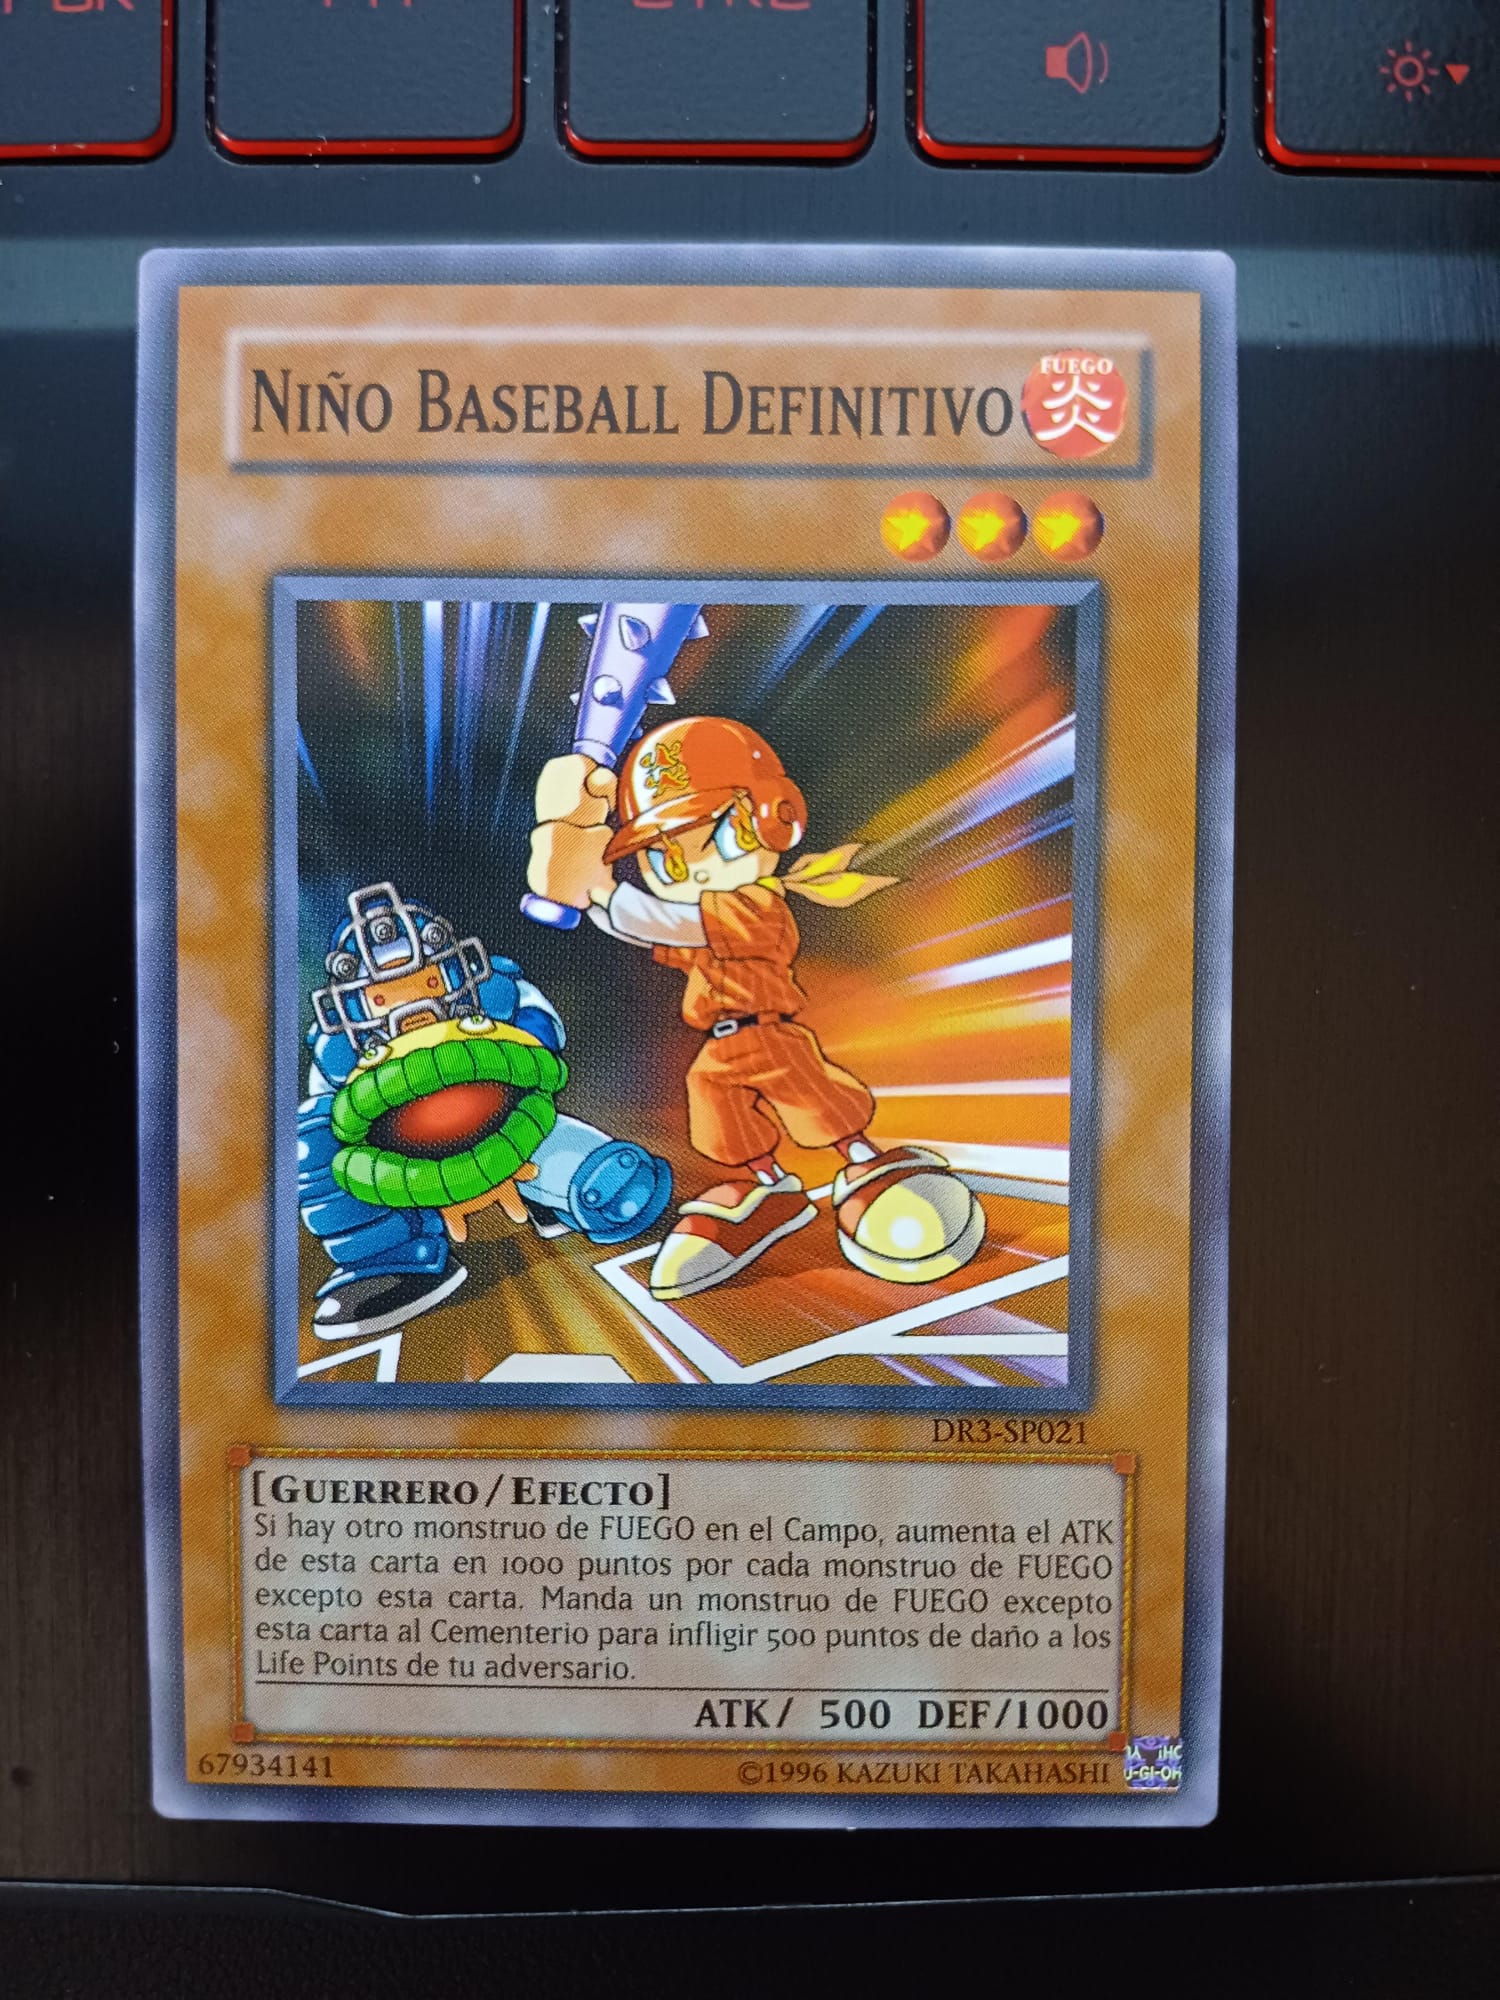 CTRL
NIÑO BASEBALL DEFINITIVO
FUEGO
炎
DR3-SP021
[GUERRERO/EFECTO]
Si hay otro monstruo de FUEGO en el Campo, aumenta el ATK
de esta carta en 1000 puntos por cada monstruo de FUEGO
excepto esta carta. Manda un monstruo de FUEGO excepto
esta carta al Cementerio para infligir 500 puntos de daño a los
Life Points de tu adversario.
ATK/ 500 DEF/1000
67934141
©1996 KAZUKI TAKAHASHI